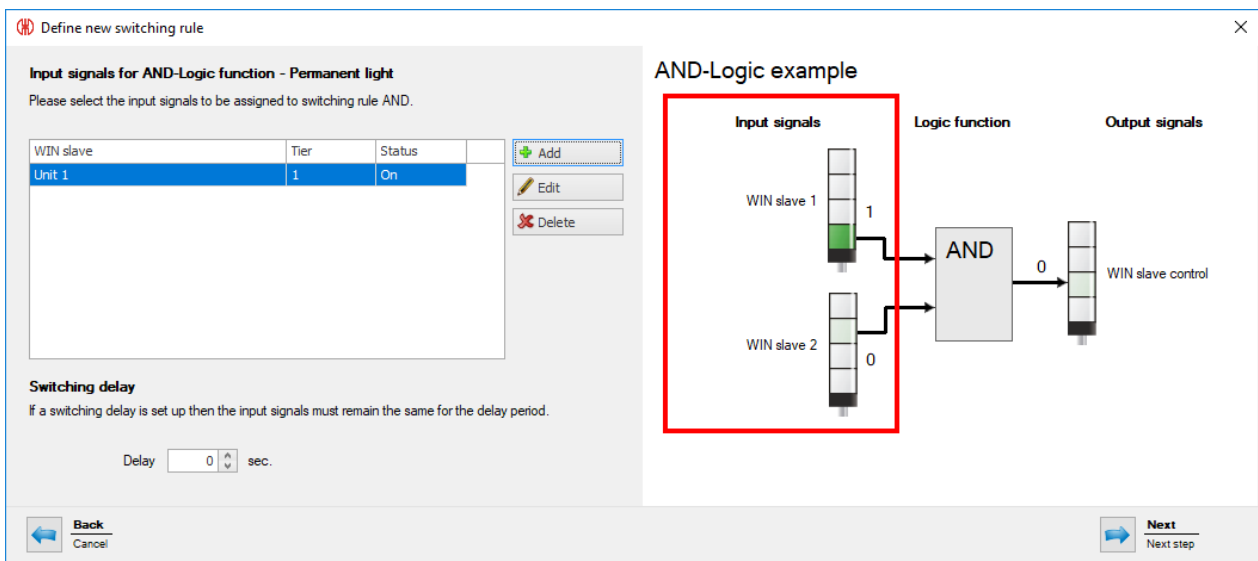 Define new switching rule
Input signals for AND-Logic function - Permanent light
Please select the input signals to be assigned to switching rule AND.
WIN slave Tier Status
Unit 1 1 On
Add
Edit
Delete
Switching delay
If a switching delay is set up then the input signals must remain the same for the delay period.
Delay 0 sec.
AND-Logic example
Input signals Logic function Output signals
WIN slave 1
1
AND
0
WIN slave control
WIN slave 2
0
Back
Cancel
Next
Next step